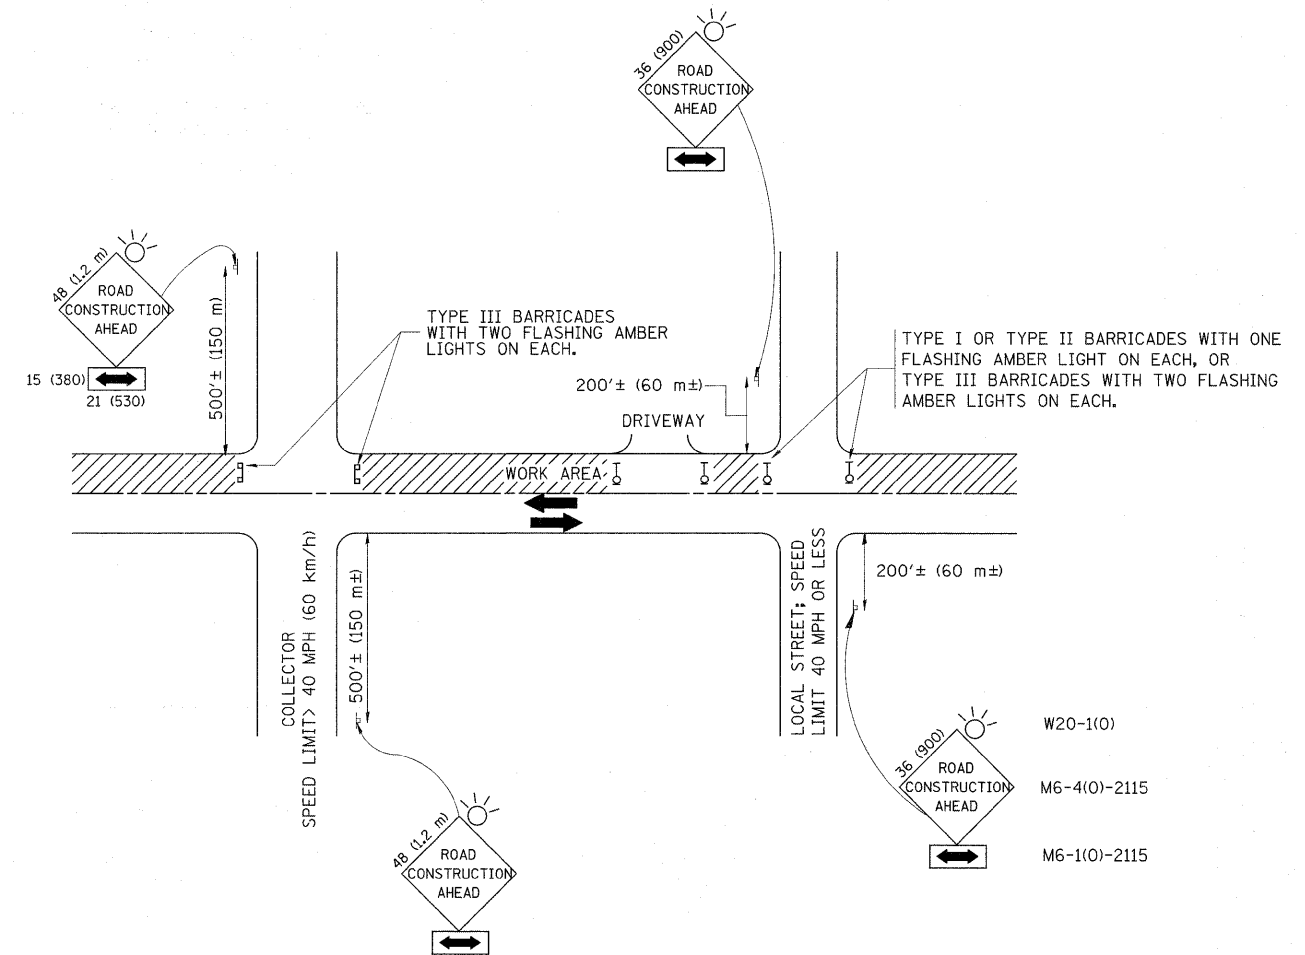 36 (900)
ROAD
CONSTRUCTION
AHEAD
48 (1.2 m)
ROAD
CONSTRUCTION
AHEAD
15 (380)
21 (530)
500'± (150 m)
TYPE III BARRICADES
WITH TWO FLASHING AMBER
LIGHTS ON EACH.
200'± (60 m±)
DRIVEWAY
TYPE I OR TYPE II BARRICADES WITH ONE
FLASHING AMBER LIGHT ON EACH, OR
TYPE III BARRICADES WITH TWO FLASHING
AMBER LIGHTS ON EACH.
WORK AREA
COLLECTOR
SPEED LIMIT> 40 MPH (60 km/h)
500'± (150 m±)
LOCAL STREET; SPEED
LIMIT 40 MPH OR LESS
200'± (60 m±)
36 (900)
ROAD
CONSTRUCTION
AHEAD
W20-1(O)
M6-4(O)-2115
M6-1(O)-2115
48 (1.2 m)
ROAD
CONSTRUCTION
AHEAD